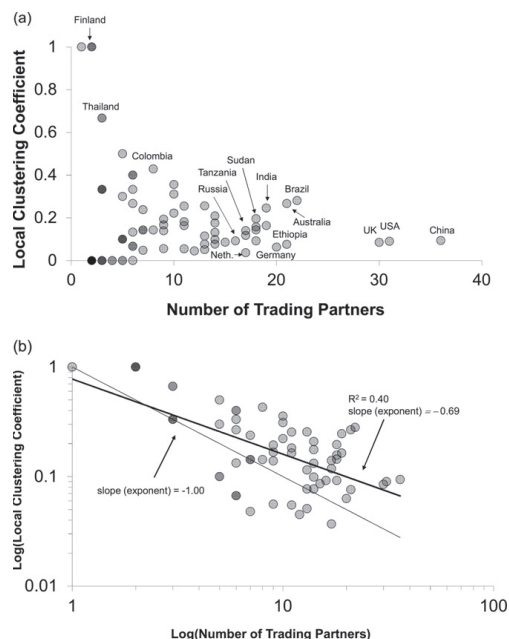 (a)
Finland
Local Clustering Coefficient
1
0.8
0.6
0.4
0.2
0
Thailand
Colombia
Sudan
Tanzania
India
Russia
Brazil
Australia
Ethiopia
Neth.
Germany
UK
USA
China
0
10
20
30
40
Number of Trading Partners
(b)
Log(Local Clustering Coefficient)
1
0.1
0.01
R² = 0.40
slope (exponent) = -0.69
slope (exponent) = -1.00
1
10
100
Log(Number of Trading Partners)